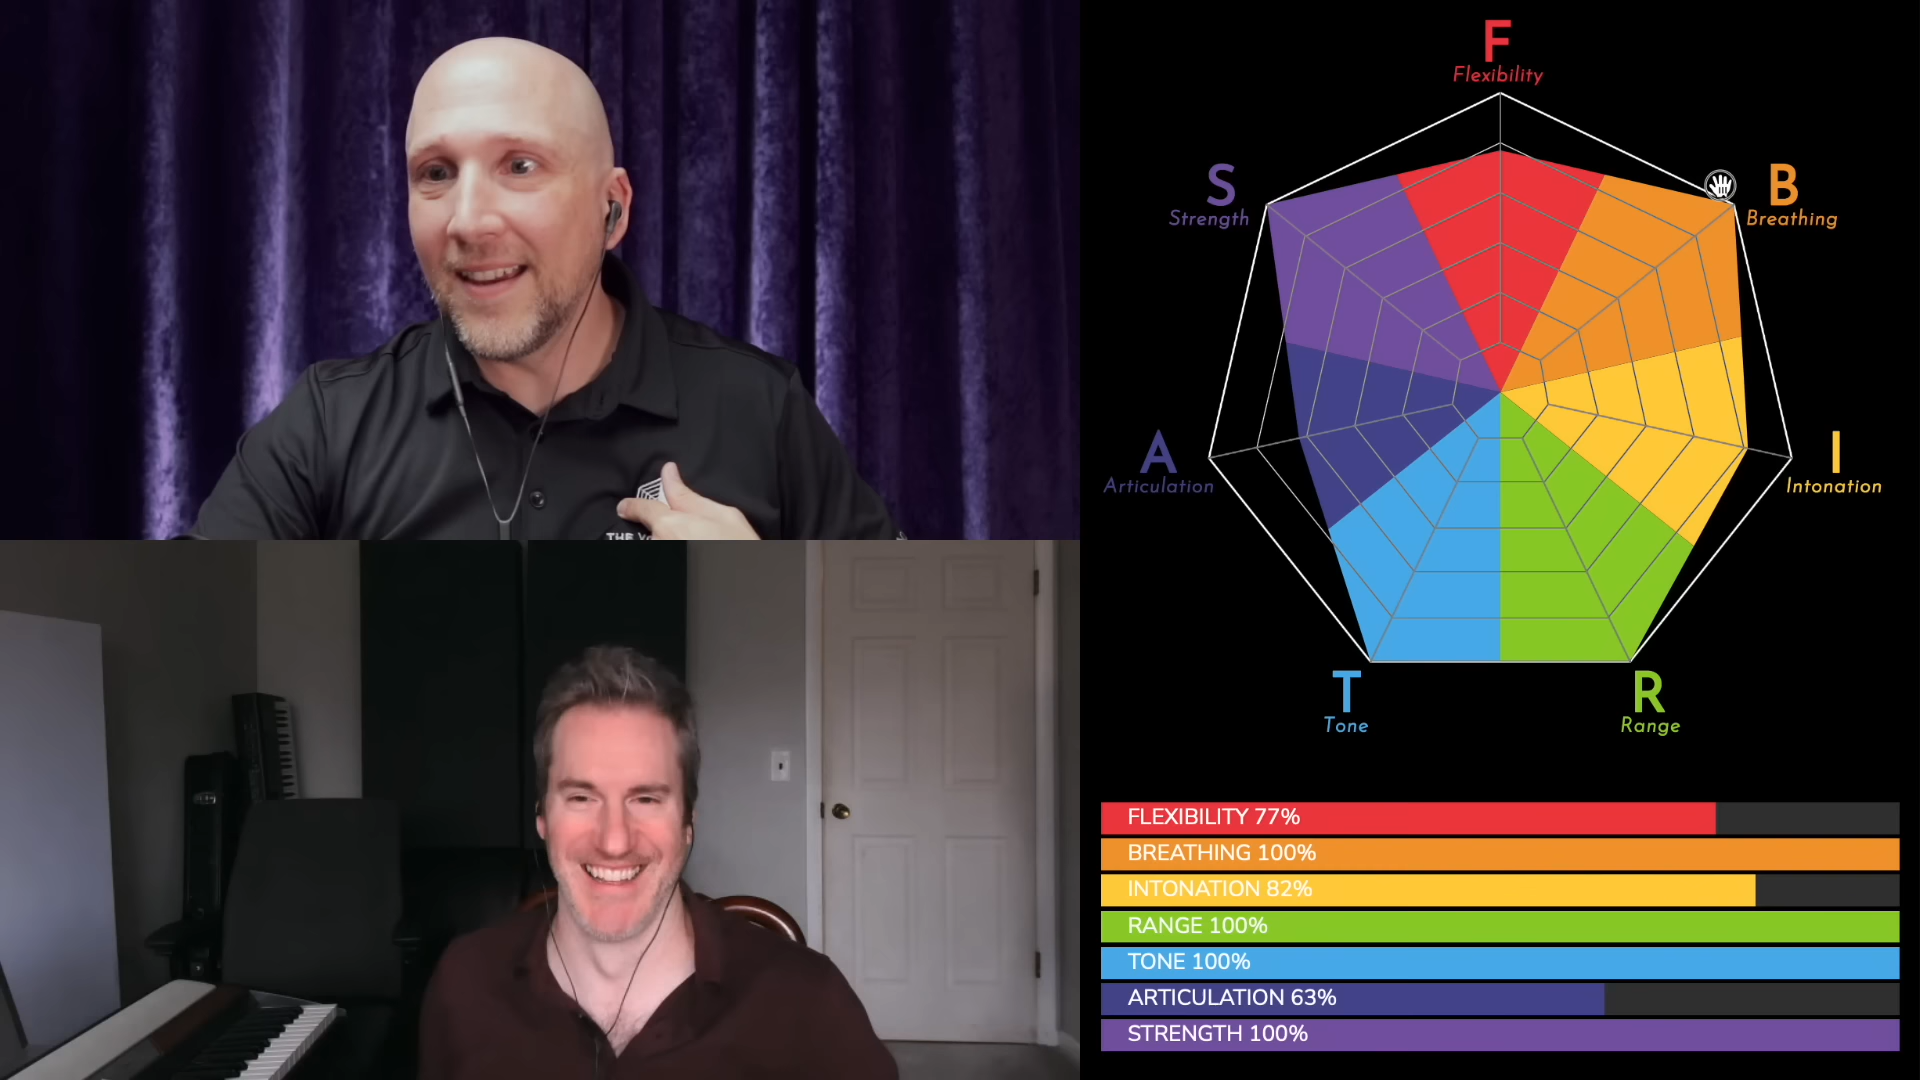 THE
F
Flexibility
S
Strength
B
Breathing
A
Articulation
I
Intonation
T
Tone
R
Range
FLEXIBILITY 77%
BREATHING 100%
INTONATION 82%
RANGE 100%
TONE 100%
ARTICULATION 63%
STRENGTH 100%